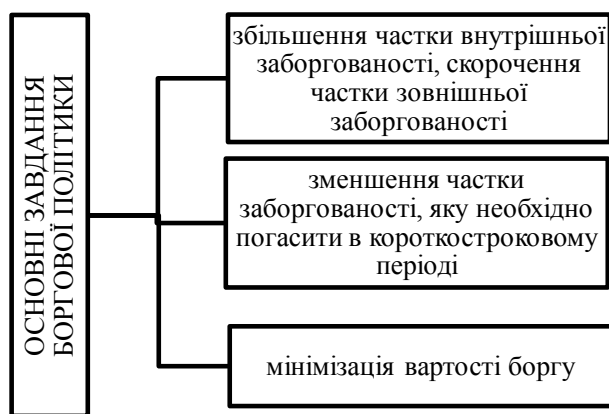 ОСНОВНІ ЗАВДАННЯ
БОРГОВОЇ ПОЛІТИКИ
збільшення частки внутрішньої
заборгованості, скорочення
частки зовнішньої
заборгованості
зменшення частки
заборгованості, яку необхідно
погасити в короткостроковому
періоді
мінімізація вартості боргу